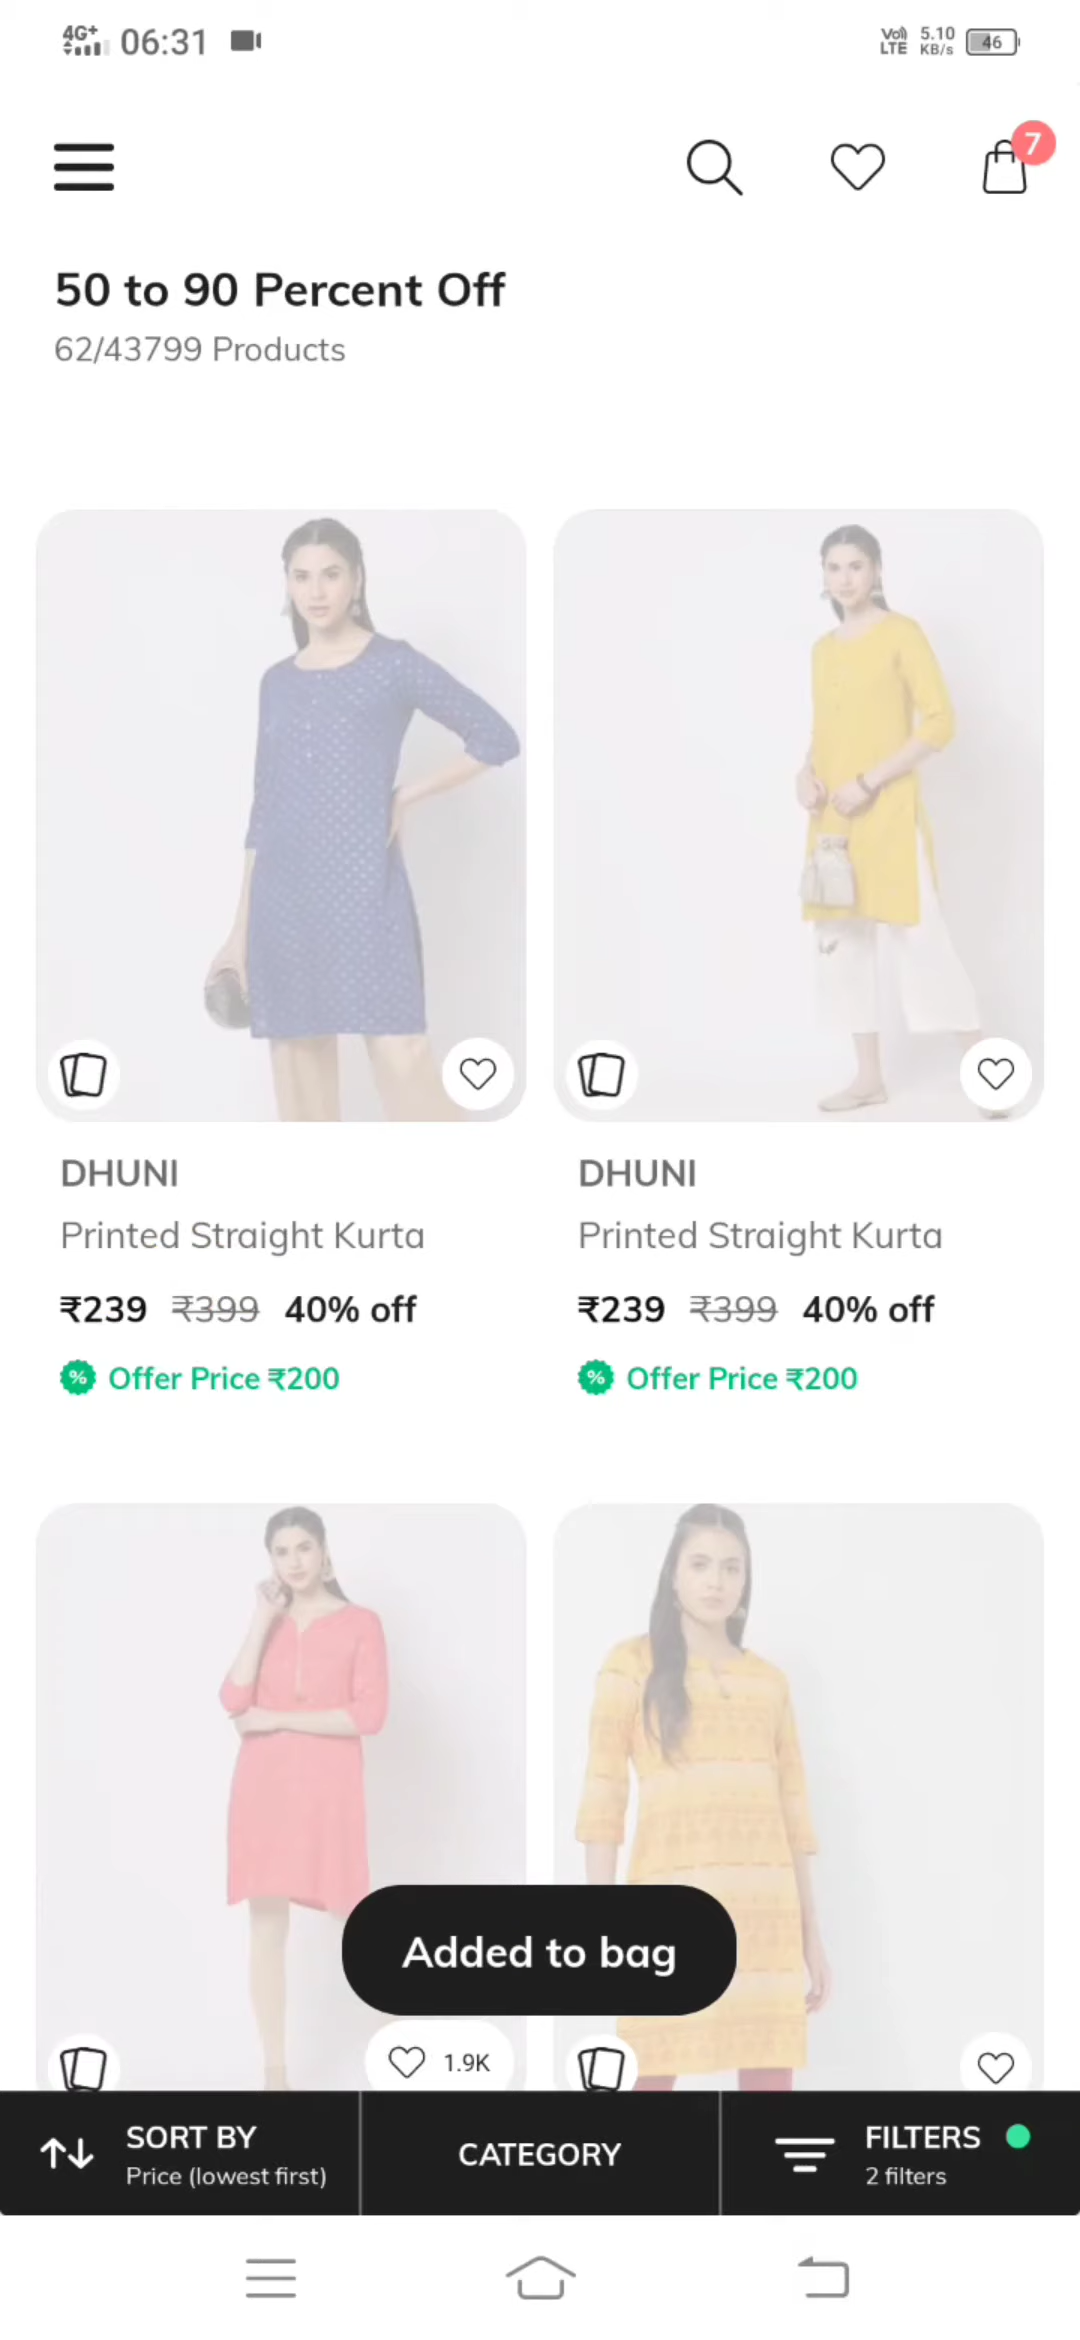 4G+ 06:31 Vo)) LTE 5.10 KB/s 46
7
50 to 90 Percent Off
62/43799 Products
DHUNI
Printed Straight Kurta
₹239 ₹399 40% off
% Offer Price ₹200
DHUNI
Printed Straight Kurta
₹239 ₹399 40% off
% Offer Price ₹200
Added to bag
1.9K
SORT BY
Price (lowest first)
CATEGORY
FILTERS
2 filters